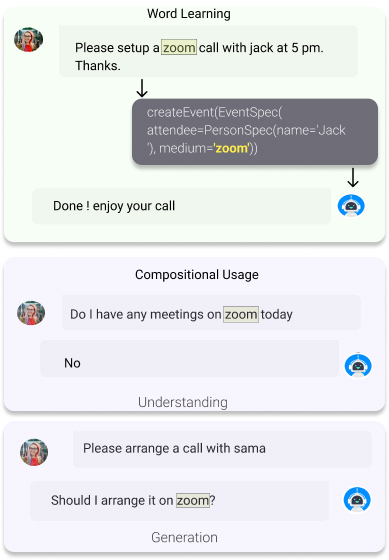 Word Learning
Please setup a zoom call with jack at 5 pm.
Thanks.
createEvent(EventSpec(
attendee=PersonSpec(name='Jack
'), medium='zoom'))
Done ! enjoy your call
Compositional Usage
Do I have any meetings on zoom today
No
Understanding
Please arrange a call with sama
Should I arrange it on zoom?
Generation